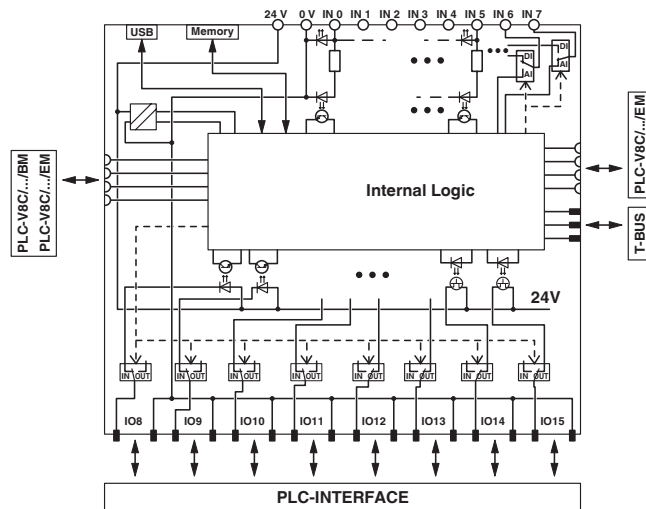 24 V 0 V IN 0 IN 1 IN 2 IN 3 IN 4 IN 5 IN 6 IN 7
USB Memory
DI DI
AI AI
PLC-V8C/.../BM
PLC-V8C/.../EM
Internal Logic
PLC-V8C/.../EM
T-BUS
24V
IN OUT IN OUT IN OUT IN OUT IN OUT IN OUT IN OUT IN OUT
IO8 IO9 IO10 IO11 IO12 IO13 IO14 IO15
PLC-INTERFACE